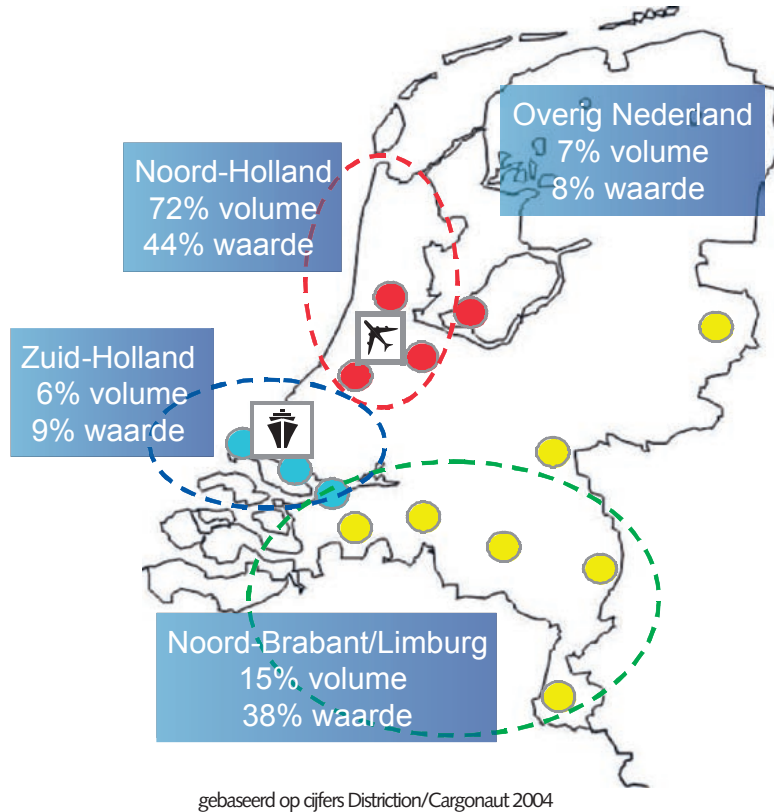 Overig Nederland
7% volume
8% waarde
Noord-Holland
72% volume
44% waarde
Zuid-Holland
6% volume
9% waarde
Noord-Brabant/Limburg
15% volume
38% waarde
gebaseerd op cijfers Distriction/Cargonaut 2004